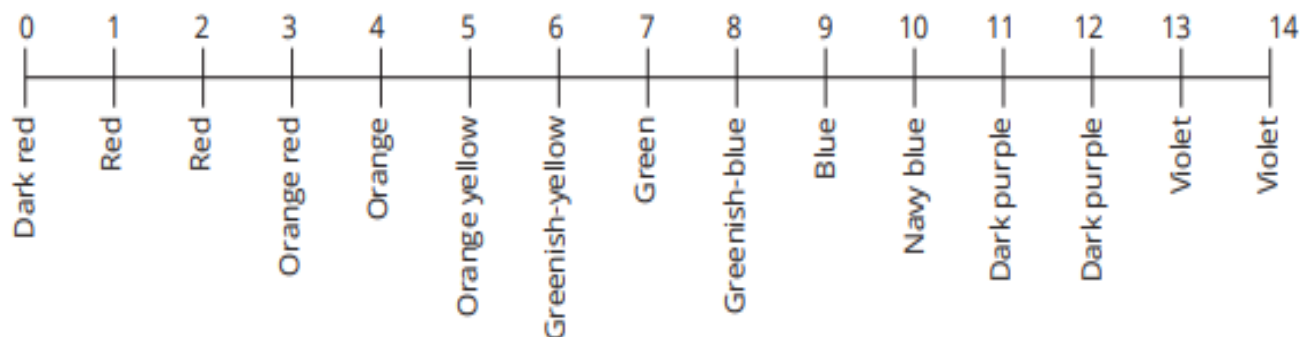 0 1 2 3 4 5 6 7 8 9 10 11 12 13 14
Dark red
Red
Red
Orange red
Orange
Orange yellow
Greenish-yellow
Green
Greenish-blue
Blue
Navy blue
Dark purple
Dark purple
Violet
Violet